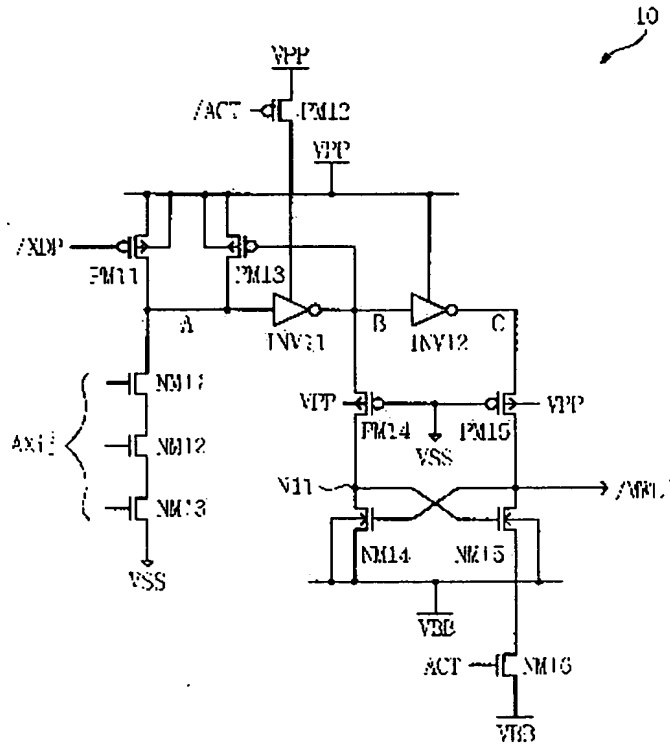 10
VPP
/ACT
PM12
VPP
/XDP
PM11
PM13
A
INV11
B
INV12
C
NM11
AXij
NM12
NM13
VSS
VPP
PM14
VSS
PM15
VPP
N11
/MWL
NM14
NM15
VBB
ACT
NM16
VBB